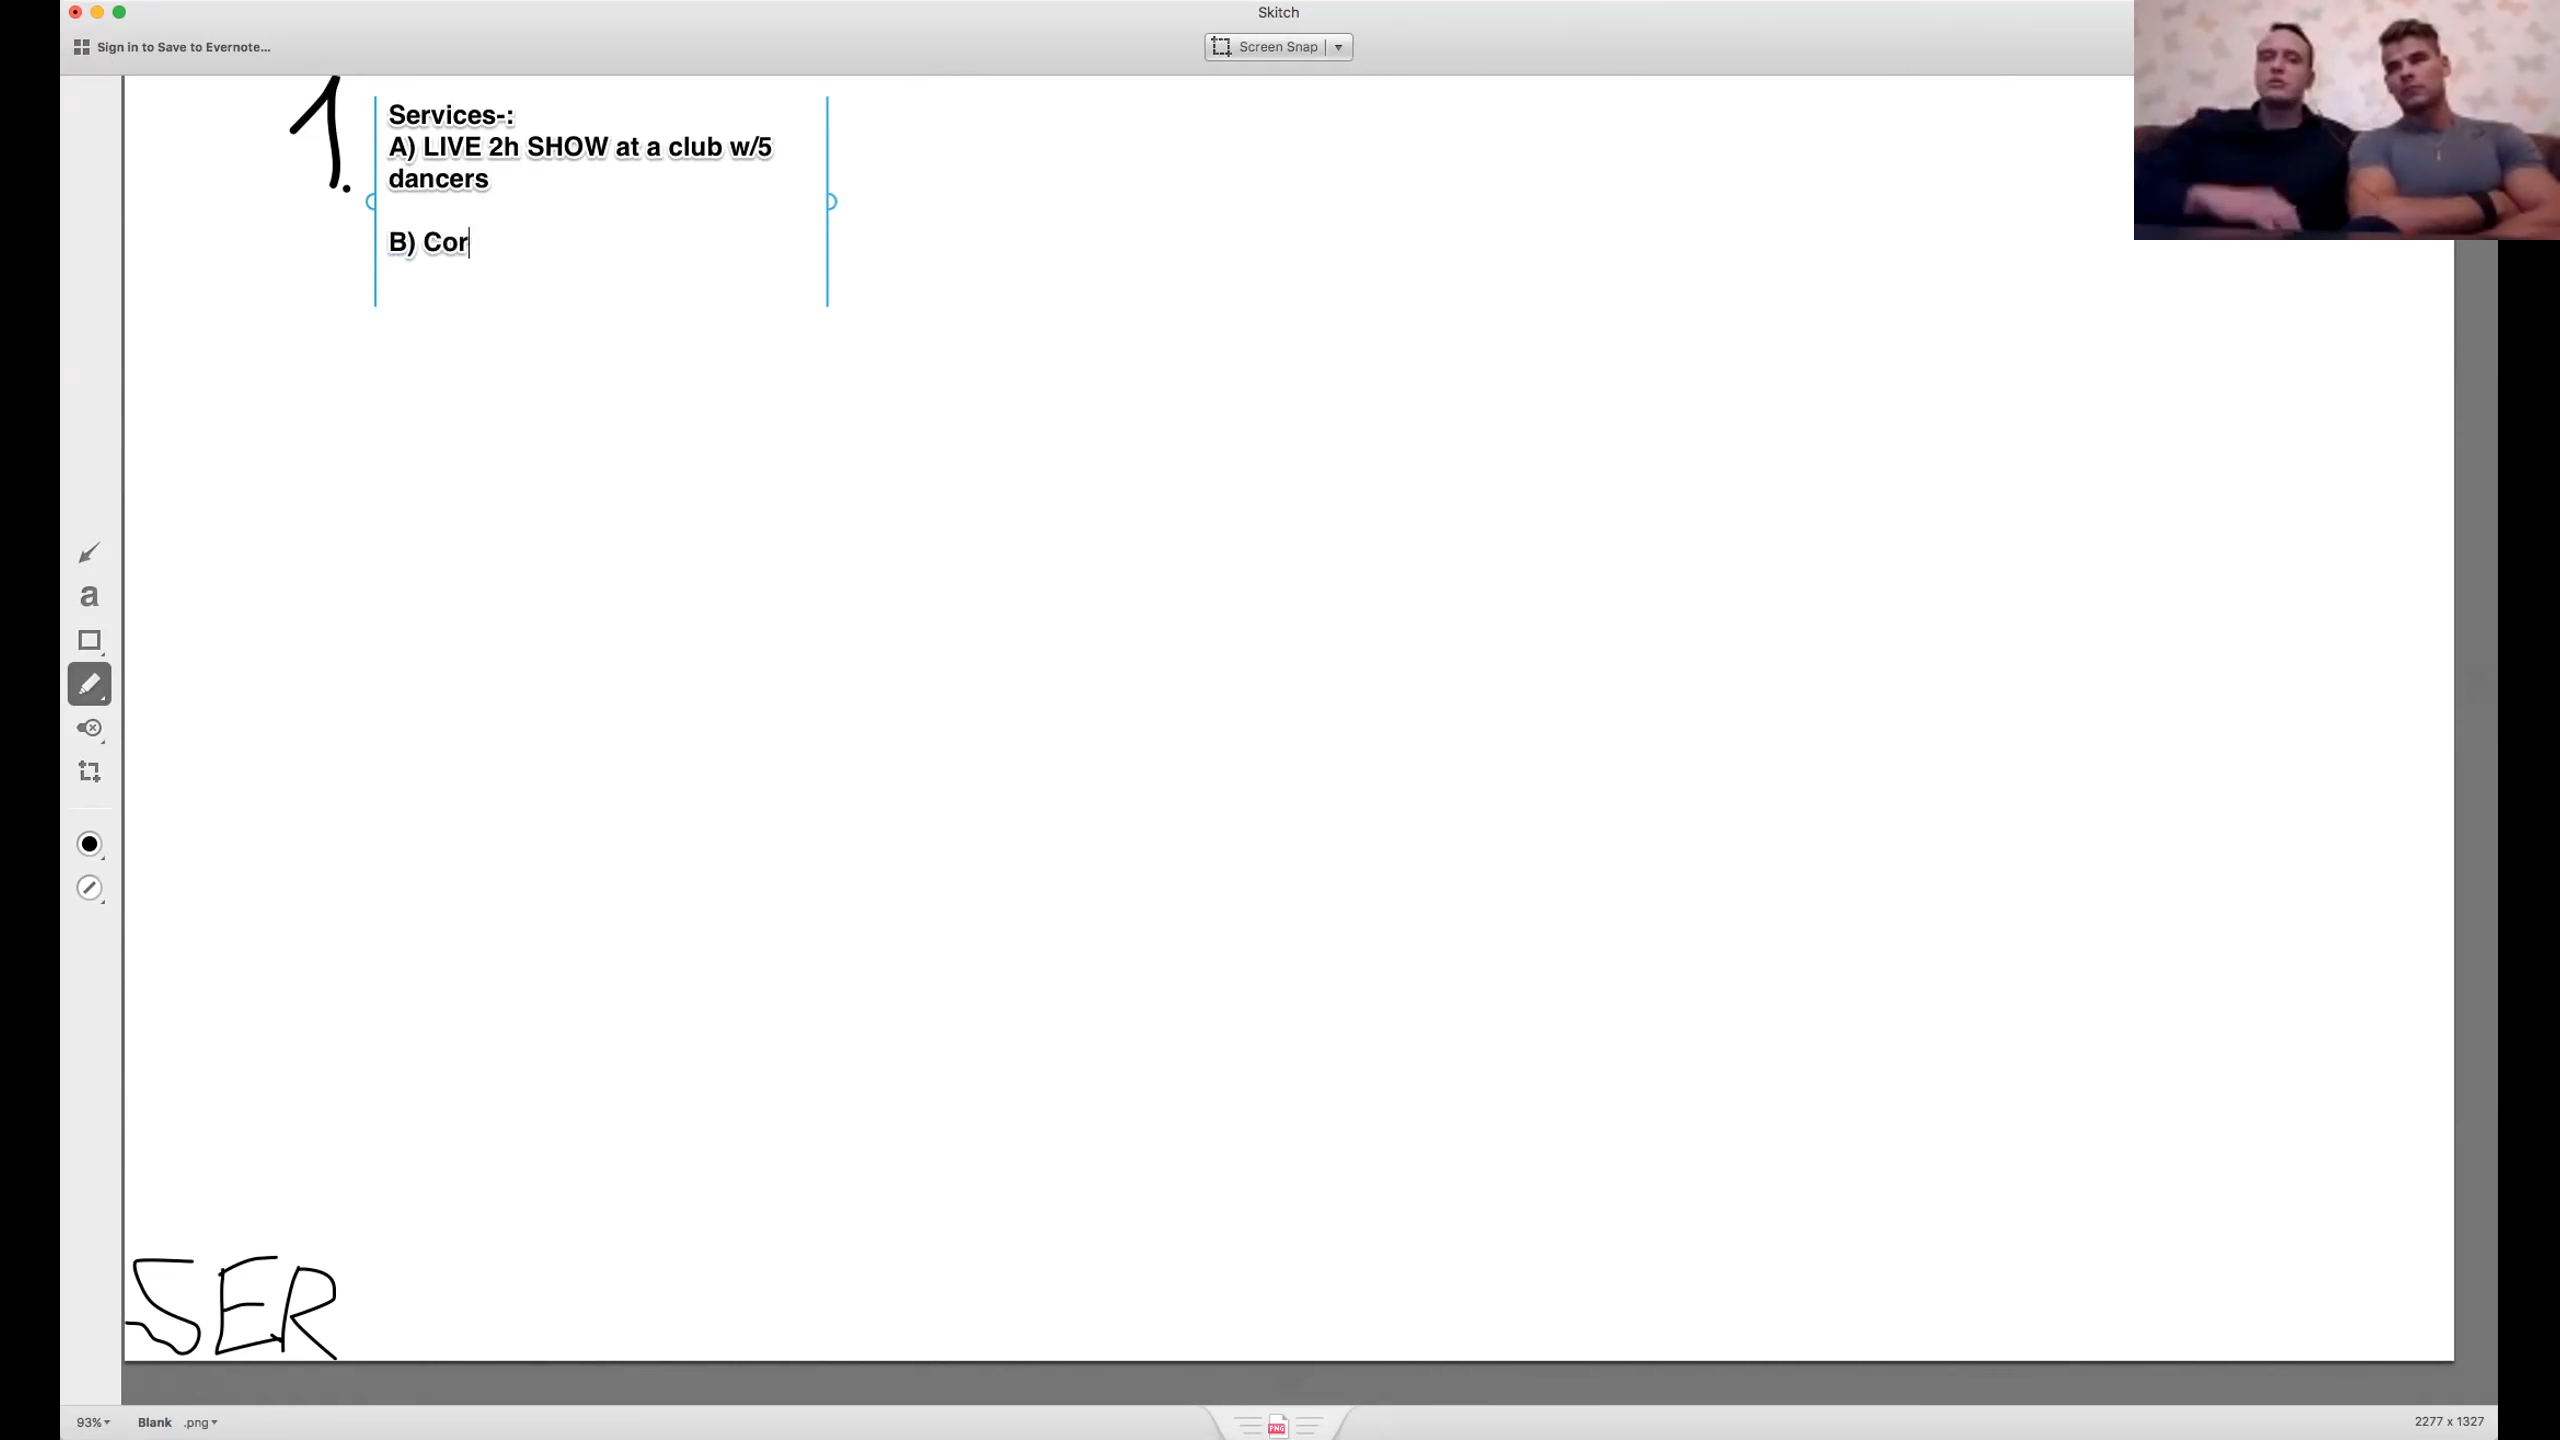 Skitch
Sign in to Save to Evernote...
Screen Snap
1.
Services-:
A) LIVE 2h SHOW at a club w/5
dancers
B) Cor
a
SER
93%
Blank .png
PNG
2277 x 1327